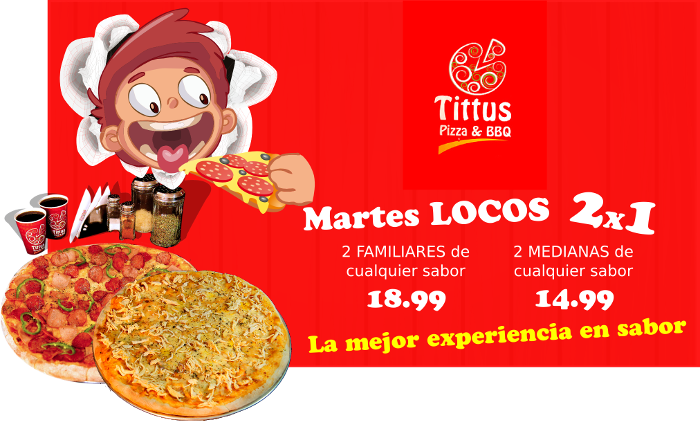 Tittus
Pizza & BBQ
Martes LOCOS 2x1
2 FAMILIARES de
cualquier sabor
18.99
2 MEDIANAS de
cualquier sabor
14.99
La mejor experiencia en sabor
TITTUS